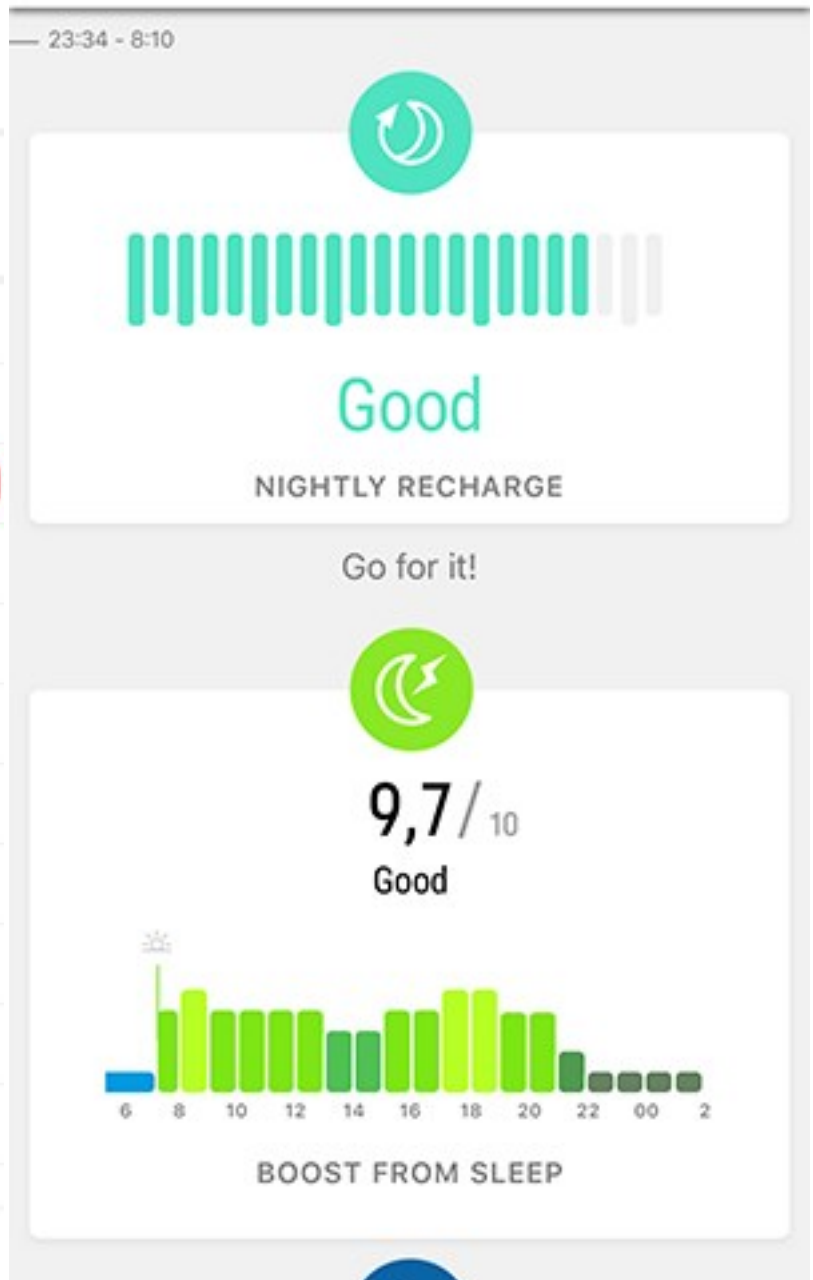 23:34 - 8:10
Good
NIGHTLY RECHARGE
Go for it!
9,7/ 10
Good
6 8 10 12 14 16 18 20 22 00 2
BOOST FROM SLEEP